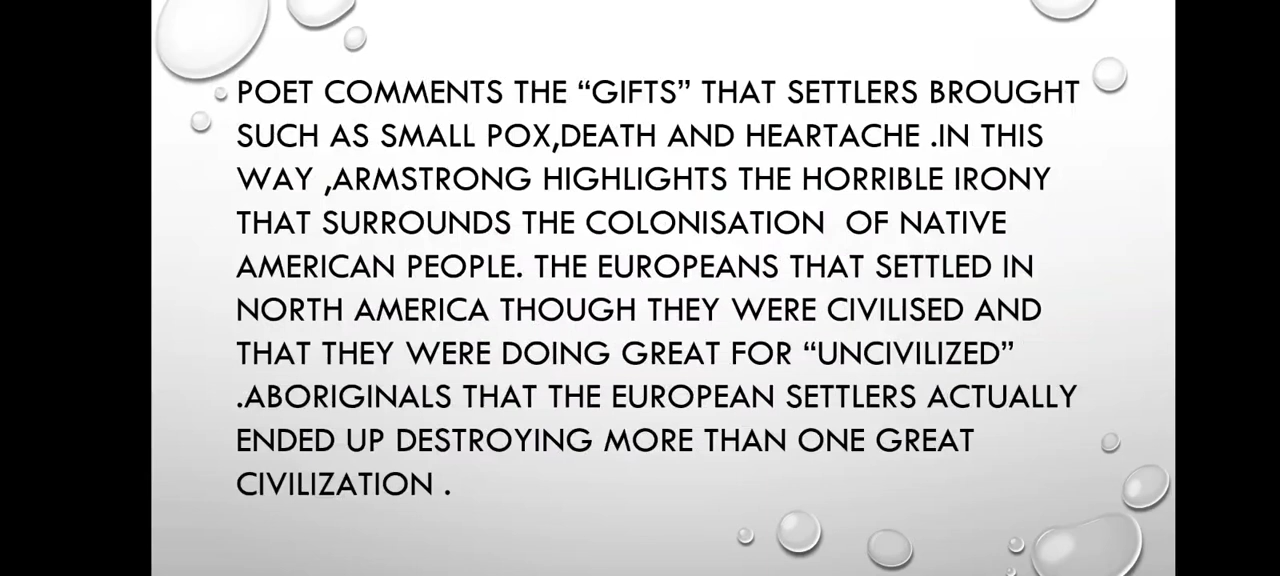 POET COMMENTS THE “GIFTS” THAT SETTLERS BROUGHT
SUCH AS SMALL POX,DEATH AND HEARTACHE .IN THIS
WAY ,ARMSTRONG HIGHLIGHTS THE HORRIBLE IRONY
THAT SURROUNDS THE COLONISATION  OF NATIVE
AMERICAN PEOPLE. THE EUROPEANS THAT SETTLED IN
NORTH AMERICA THOUGH THEY WERE CIVILISED AND
THAT THEY WERE DOING GREAT FOR “UNCIVILIZED”
.ABORIGINALS THAT THE EUROPEAN SETTLERS ACTUALLY
ENDED UP DESTROYING MORE THAN ONE GREAT
CIVILIZATION .